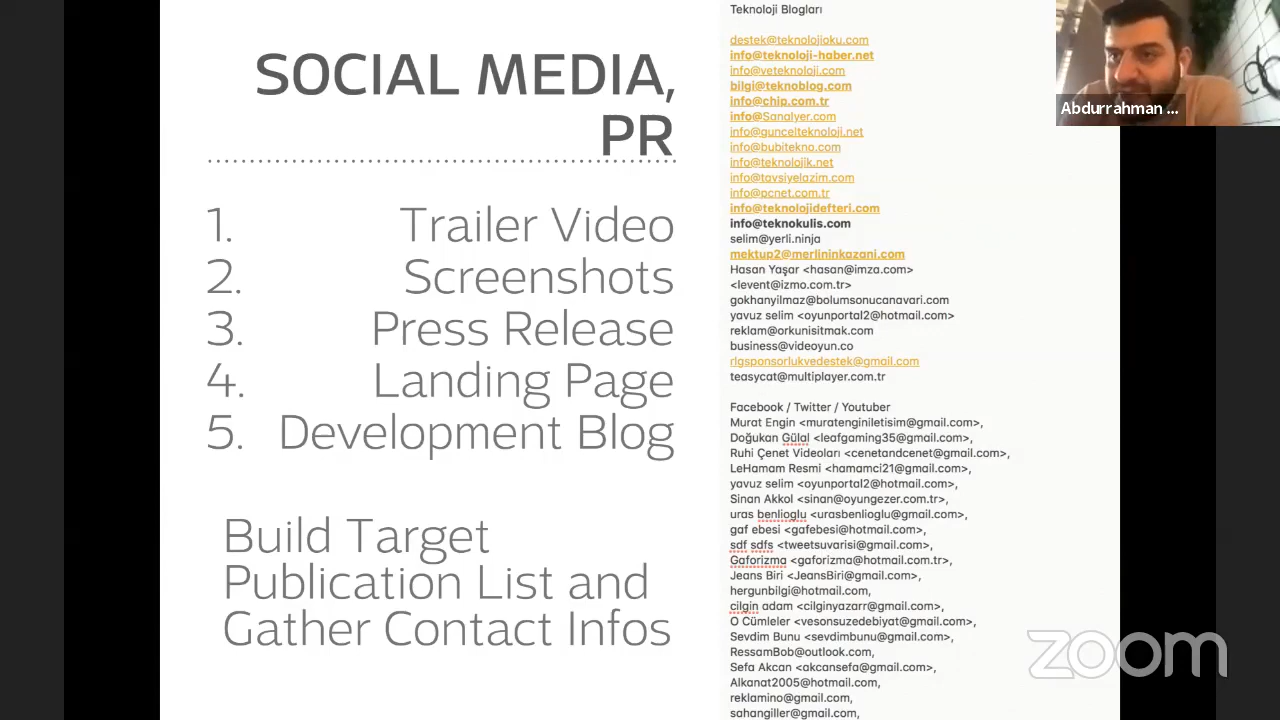 SOCIAL MEDIA,
PR
1. Trailer Video
2. Screenshots
3. Press Release
4. Landing Page
5. Development Blog
Build Target
Publication List and
Gather Contact Infos
Teknoloji Blogları
destek@teknolojioku.com
info@teknoloji-haber.net
info@veteknoloji.com
bilgi@teknoblog.com
info@chip.com.tr
info@Sanalyer.com
info@guncelteknoloji.net
info@bubitekno.com
info@teknolojik.net
info@tavsiyelazim.com
info@pcnet.com.tr
info@teknolojidefteri.com
info@teknokulis.com
selim@yerli.ninja
mektup2@merlininkazani.com
Hasan Yaşar <hasan@imza.com>
<levent@izmo.com.tr>
gokhanyilmaz@bolumsonucanavari.com
yavuz selim <oyunportal2@hotmail.com>
reklam@orkunisitmak.com
business@videoyun.co
rlgsponsorlukvedestek@gmail.com
teasycat@multiplayer.com.tr
Facebook / Twitter / Youtuber
Murat Engin <muratenginiletisim@gmail.com>,
Doğukan Gülal <leafgaming35@gmail.com>,
Ruhi Çenet Videoları <cenetandcenet@gmail.com>,
LeHamam Resmi <hamamci21@gmail.com>,
yavuz selim <oyunportal2@hotmail.com>,
Sinan Akkol <sinan@oyungezer.com.tr>,
uras benlioglu <urasbenlioglu@gmail.com>,
gaf ebesi <gafebesi@hotmail.com>,
sdf sdfs <tweetsuvarisi@gmail.com>,
Gaforizma <gaforizma@hotmail.com.tr>,
Jeans Biri <JeansBiri@gmail.com>,
hergunbilgi@hotmail.com,
cilgin adam <cilginyazarr@gmail.com>,
O Cümleler <vesonsuzedebiyat@gmail.com>,
Sevdim Bunu <sevdimbunu@gmail.com>,
RessamBob@outlook.com,
Sefa Akcan <akcansefa@gmail.com>,
Alkanat2005@hotmail.com,
reklamino@gmail.com,
sahangiller@gmail.com,
Abdurrahman ...
zoom